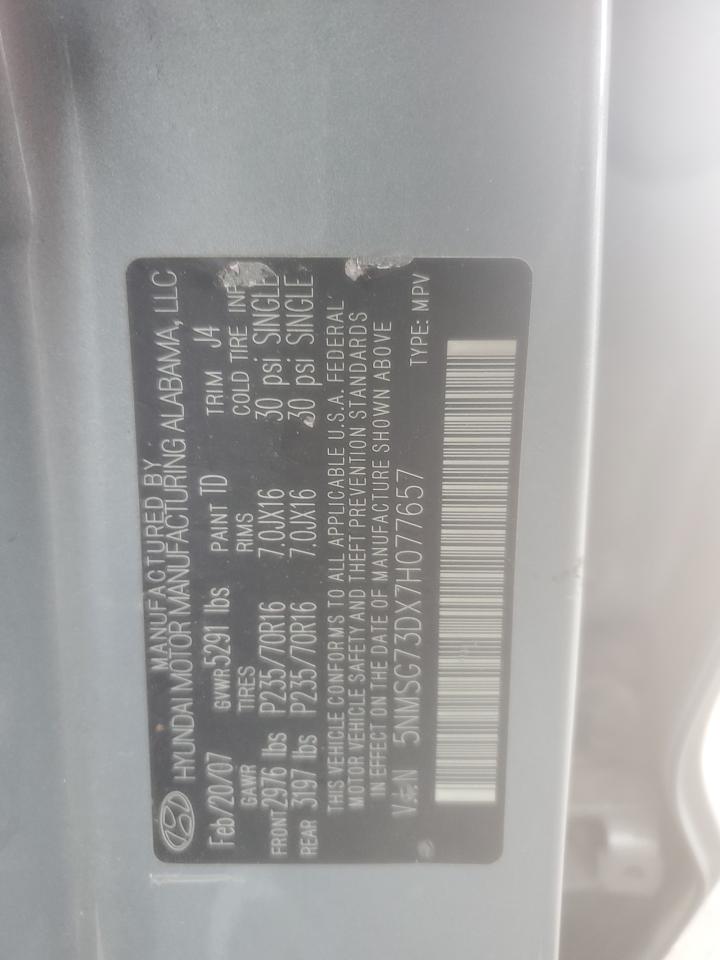 MANUFACTURED BY
HYUNDAI MOTOR MANUFACTURING ALABAMA, LLC
Feb/20/07 GVWR 5291 lbs PAINT TD TRIM J4
GAWR TIRES RIMS COLD TIRE
FRONT 2976 lbs P235/70R16 7.0JX16 30 psi SINGLE
REAR 3197 lbs P235/70R16 7.0JX16 30 psi SINGLE
THIS VEHICLE CONFORMS TO ALL APPLICABLE U.S.A. FEDERAL
MOTOR VEHICLE SAFETY AND THEFT PREVENTION STANDARDS
IN EFFECT ON THE DATE OF MANUFACTURE SHOWN ABOVE
V.I.N 5NMSG73DX7H077657 TYPE: MPV